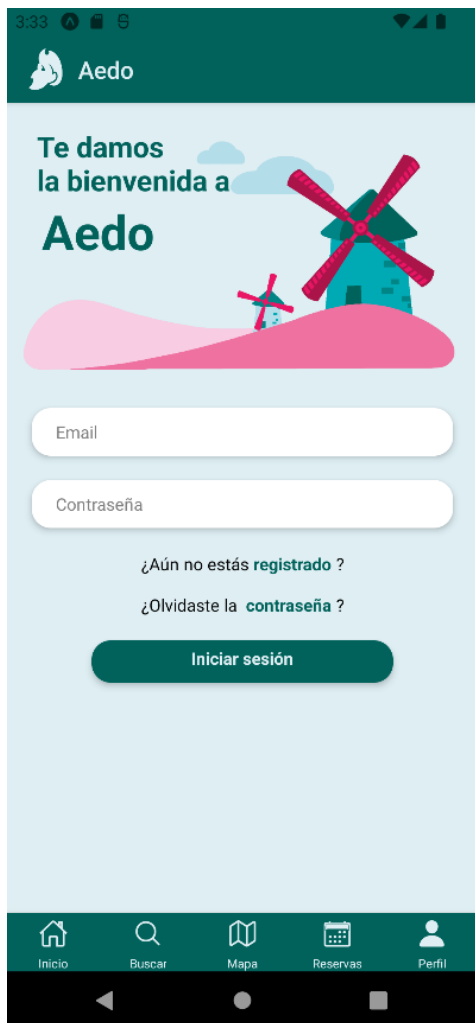 3:33
Aedo
Te damos
la bienvenida a
Aedo
Email
Contraseña
¿Aún no estás registrado ?
¿Olvidaste la contraseña ?
Iniciar sesión
Inicio Buscar Mapa Reservas Perfil